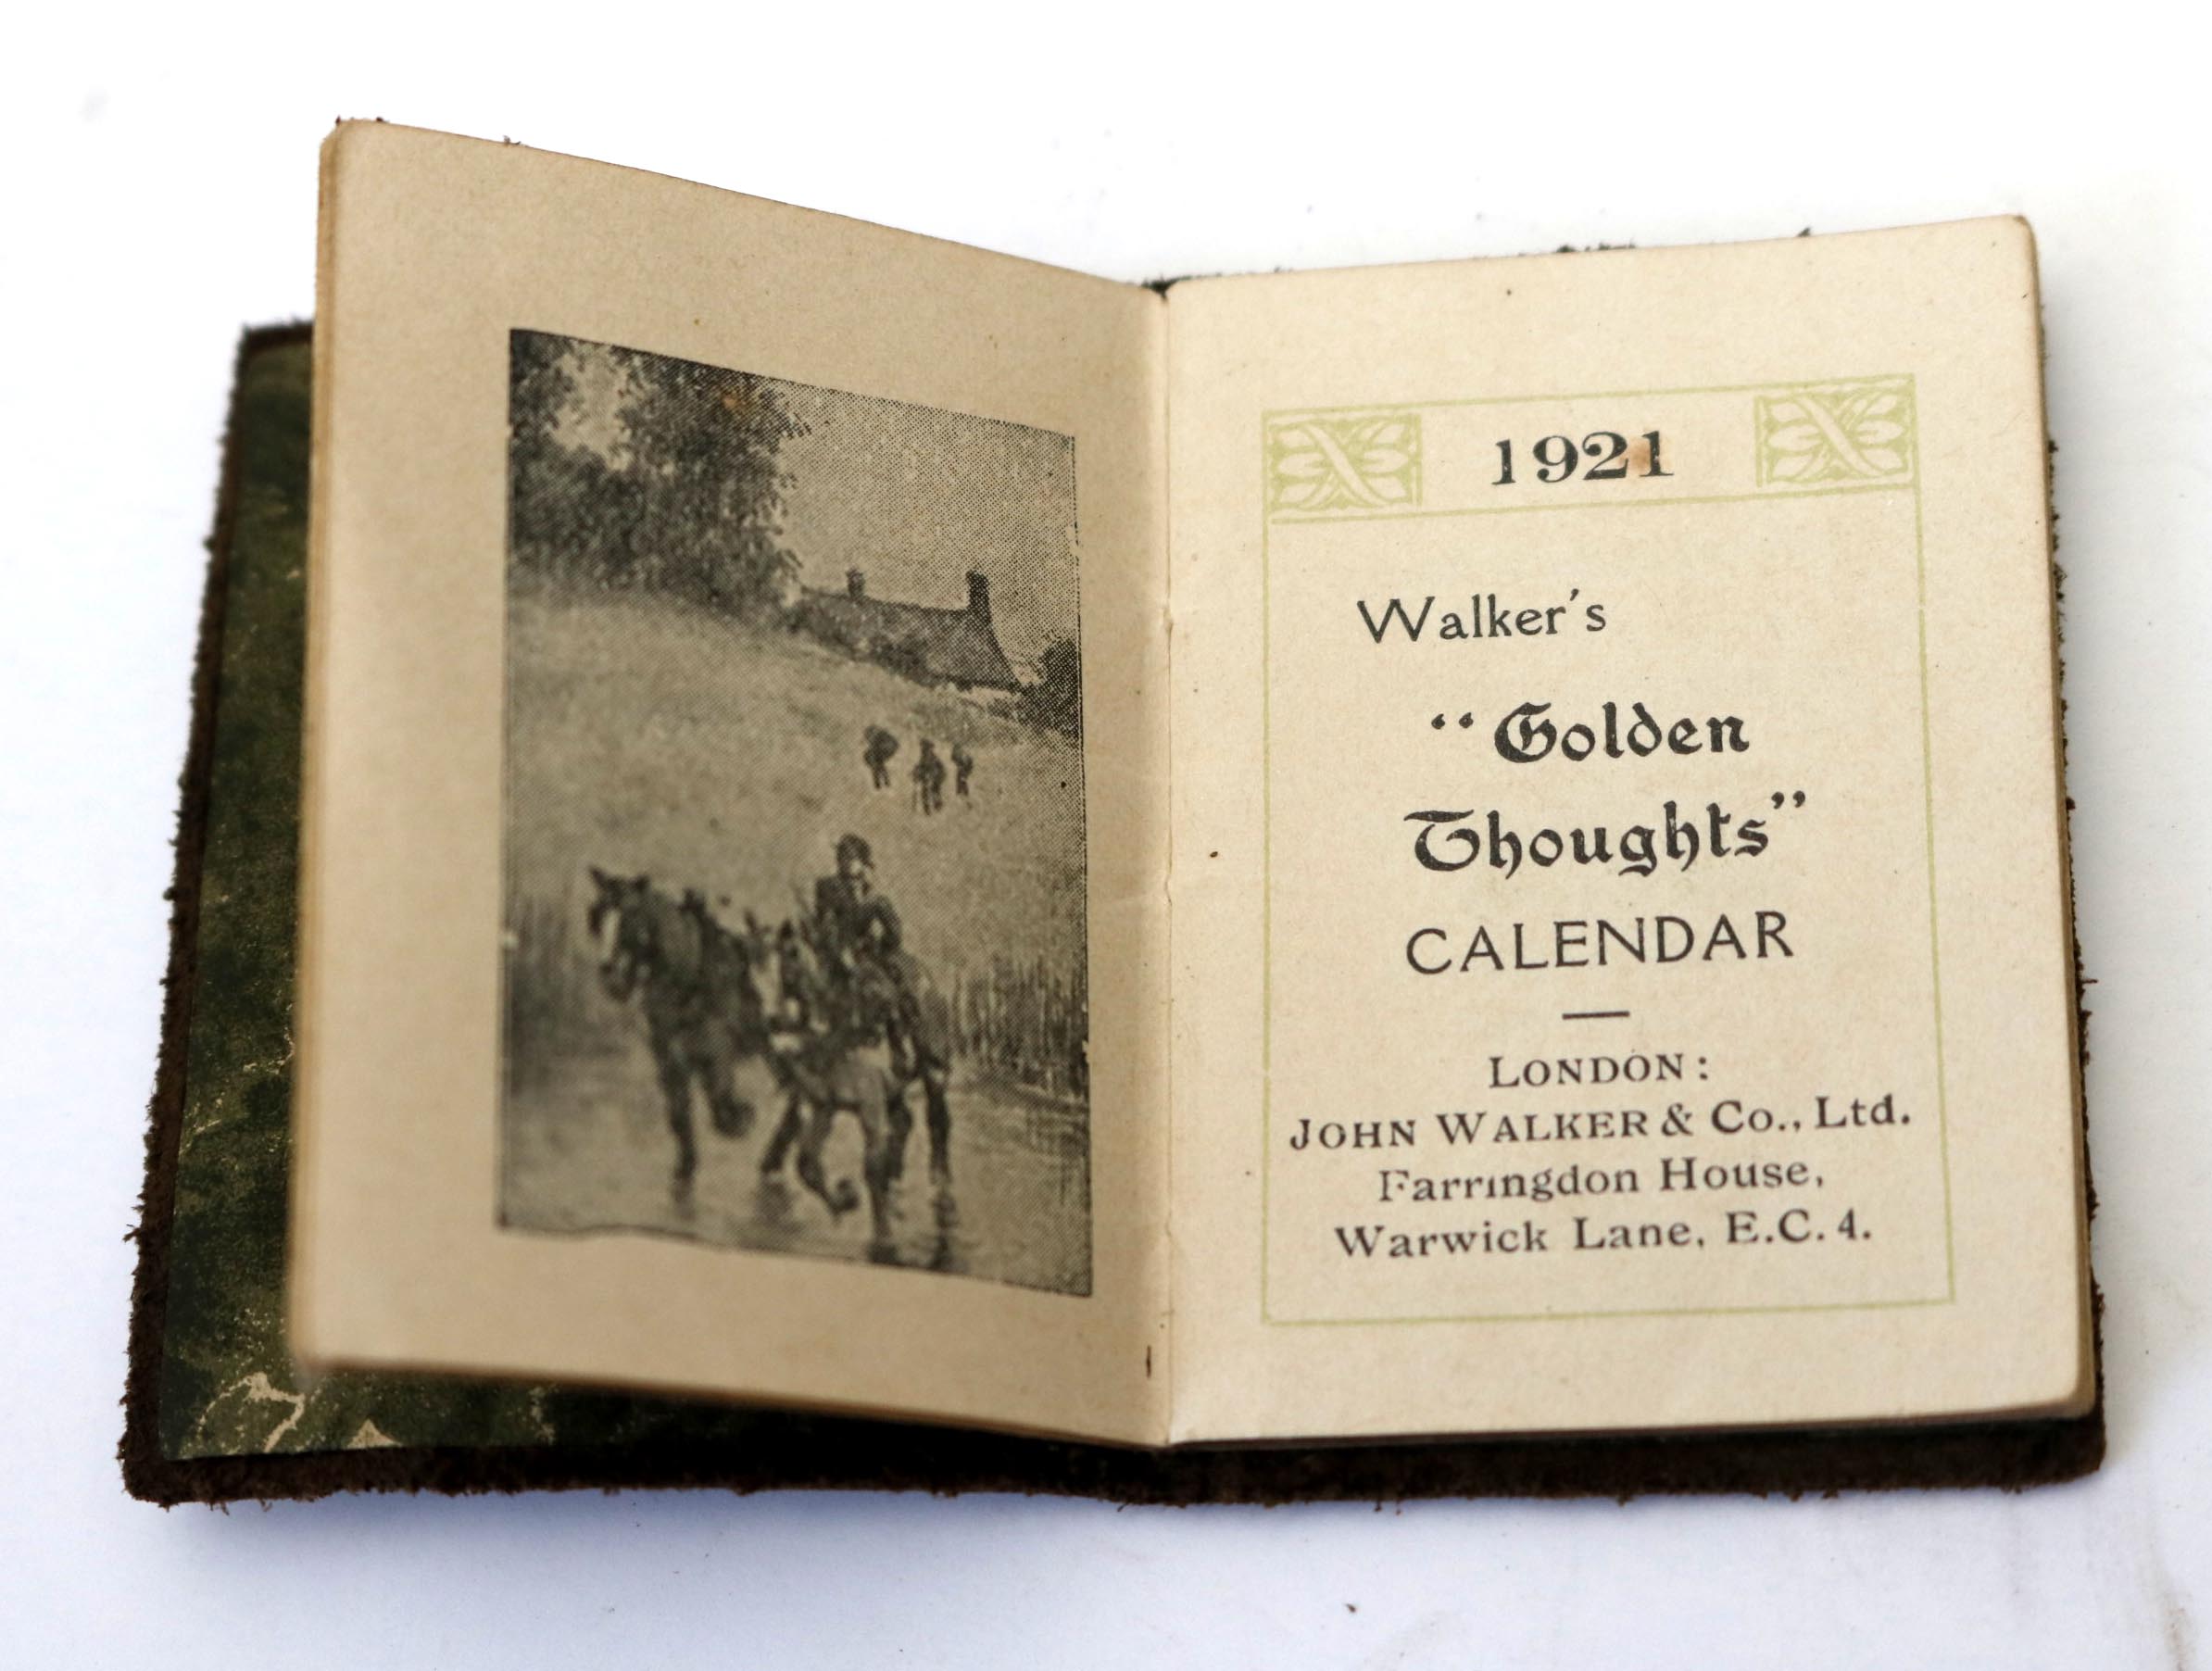 1921
Walker's
"Golden
Thoughts"
CALENDAR
LONDON:
JOHN WALKER & Co., Ltd.
Farringdon House,
Warwick Lane, E.C. 4.